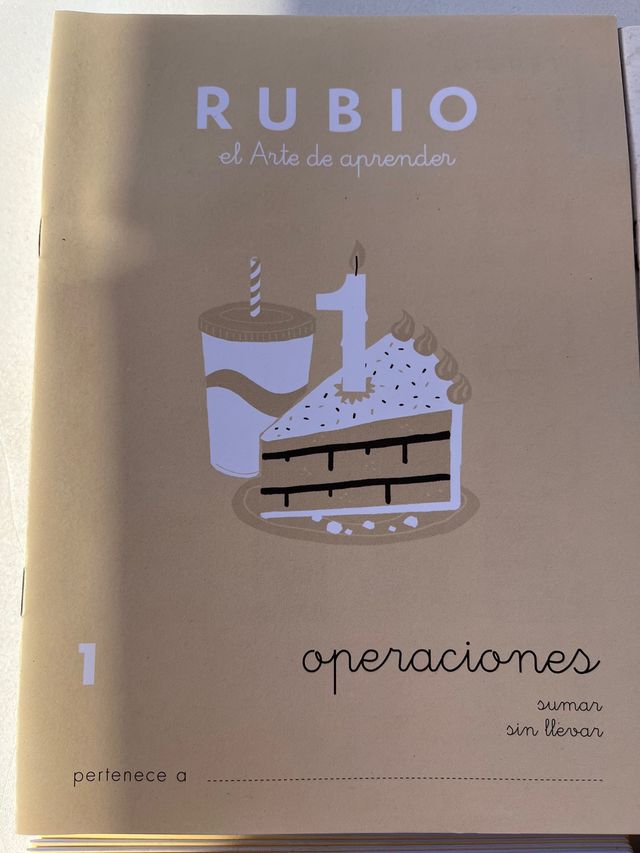 RUBIO
el Arte de aprender
1
1
operaciones
sumar
sin llevar
pertenece a